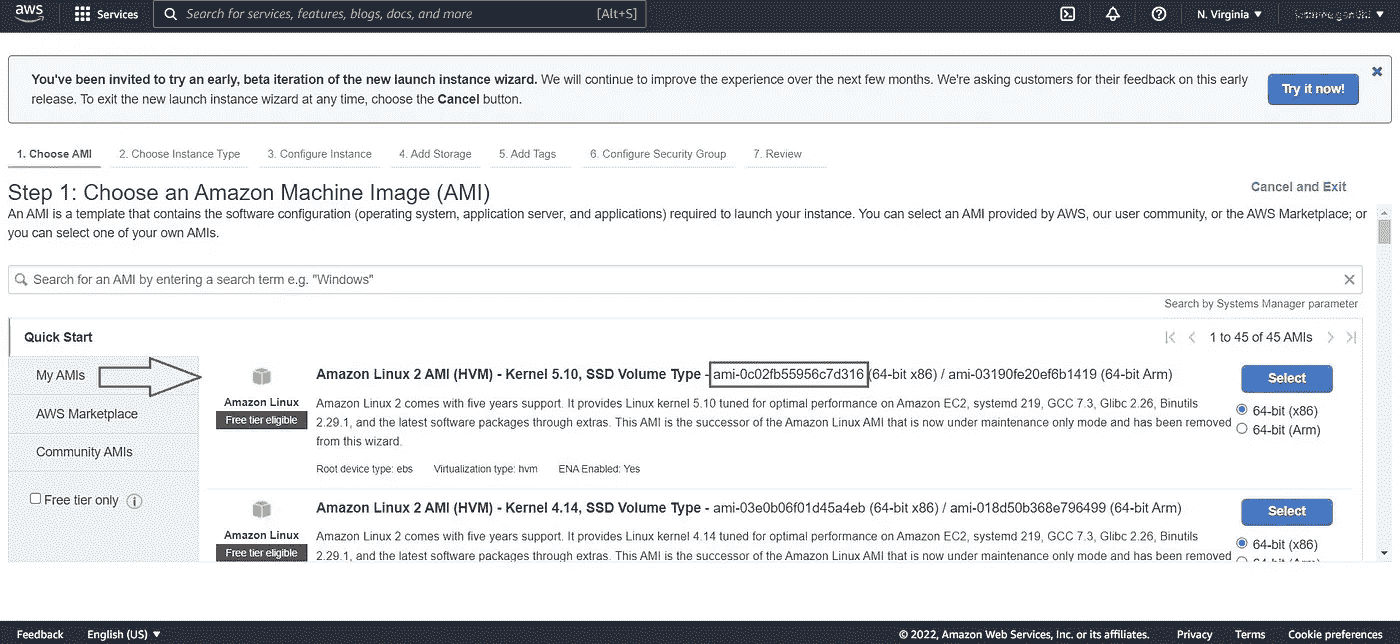 aws
Services
Search for services, features, blogs, docs, and more
[Alt+S]
N. Virginia
You've been invited to try an early, beta iteration of the new launch instance wizard. We will continue to improve the experience over the next few months. We're asking customers for their feedback on this early
release. To exit the new launch instance wizard at any time, choose the Cancel button.
Try it now!
1. Choose AMI
2. Choose Instance Type
3. Configure Instance
4. Add Storage
5. Add Tags
6. Configure Security Group
7. Review
Step 1: Choose an Amazon Machine Image (AMI)
Cancel and Exit
An AMI is a template that contains the software configuration (operating system, application server, and applications) required to launch your instance. You can select an AMI provided by AWS, our user community, or the AWS Marketplace; or
you can select one of your own AMIs.
Search for an AMI by entering a search term e.g. "Windows"
Search by Systems Manager parameter
Quick Start
1 to 45 of 45 AMIs
My AMIs
AWS Marketplace
Community AMIs
Free tier only
Amazon Linux
Free tier eligible
Amazon Linux 2 AMI (HVM) - Kernel 5.10, SSD Volume Type - ami-0c02fb55956c7d316 (64-bit x86) / ami-03190fe20ef6b1419 (64-bit Arm)
Amazon Linux 2 comes with five years support. It provides Linux kernel 5.10 tuned for optimal performance on Amazon EC2, systemd 219, GCC 7.3, Glibc 2.26, Binutils
2.29.1, and the latest software packages through extras. This AMI is the successor of the Amazon Linux AMI that is now under maintenance only mode and has been removed
from this wizard.
Root device type: ebs
Virtualization type: hvm
ENA Enabled: Yes
Select
64-bit (x86)
64-bit (Arm)
Amazon Linux
Free tier eligible
Amazon Linux 2 AMI (HVM) - Kernel 4.14, SSD Volume Type - ami-03e0b06f01d45a4eb (64-bit x86) / ami-018d50b368e796499 (64-bit Arm)
Amazon Linux 2 comes with five years support. It provides Linux kernel 4.14 tuned for optimal performance on Amazon EC2, systemd 219, GCC 7.3, Glibc 2.26, Binutils
2.29.1, and the latest software packages through extras. This AMI is the successor of the Amazon Linux AMI that is now under maintenance only mode and has been removed
Select
64-bit (x86)
64-bit (Arm)
Feedback
English (US)
© 2022, Amazon Web Services, Inc. or its affiliates.
Privacy
Terms
Cookie preferences